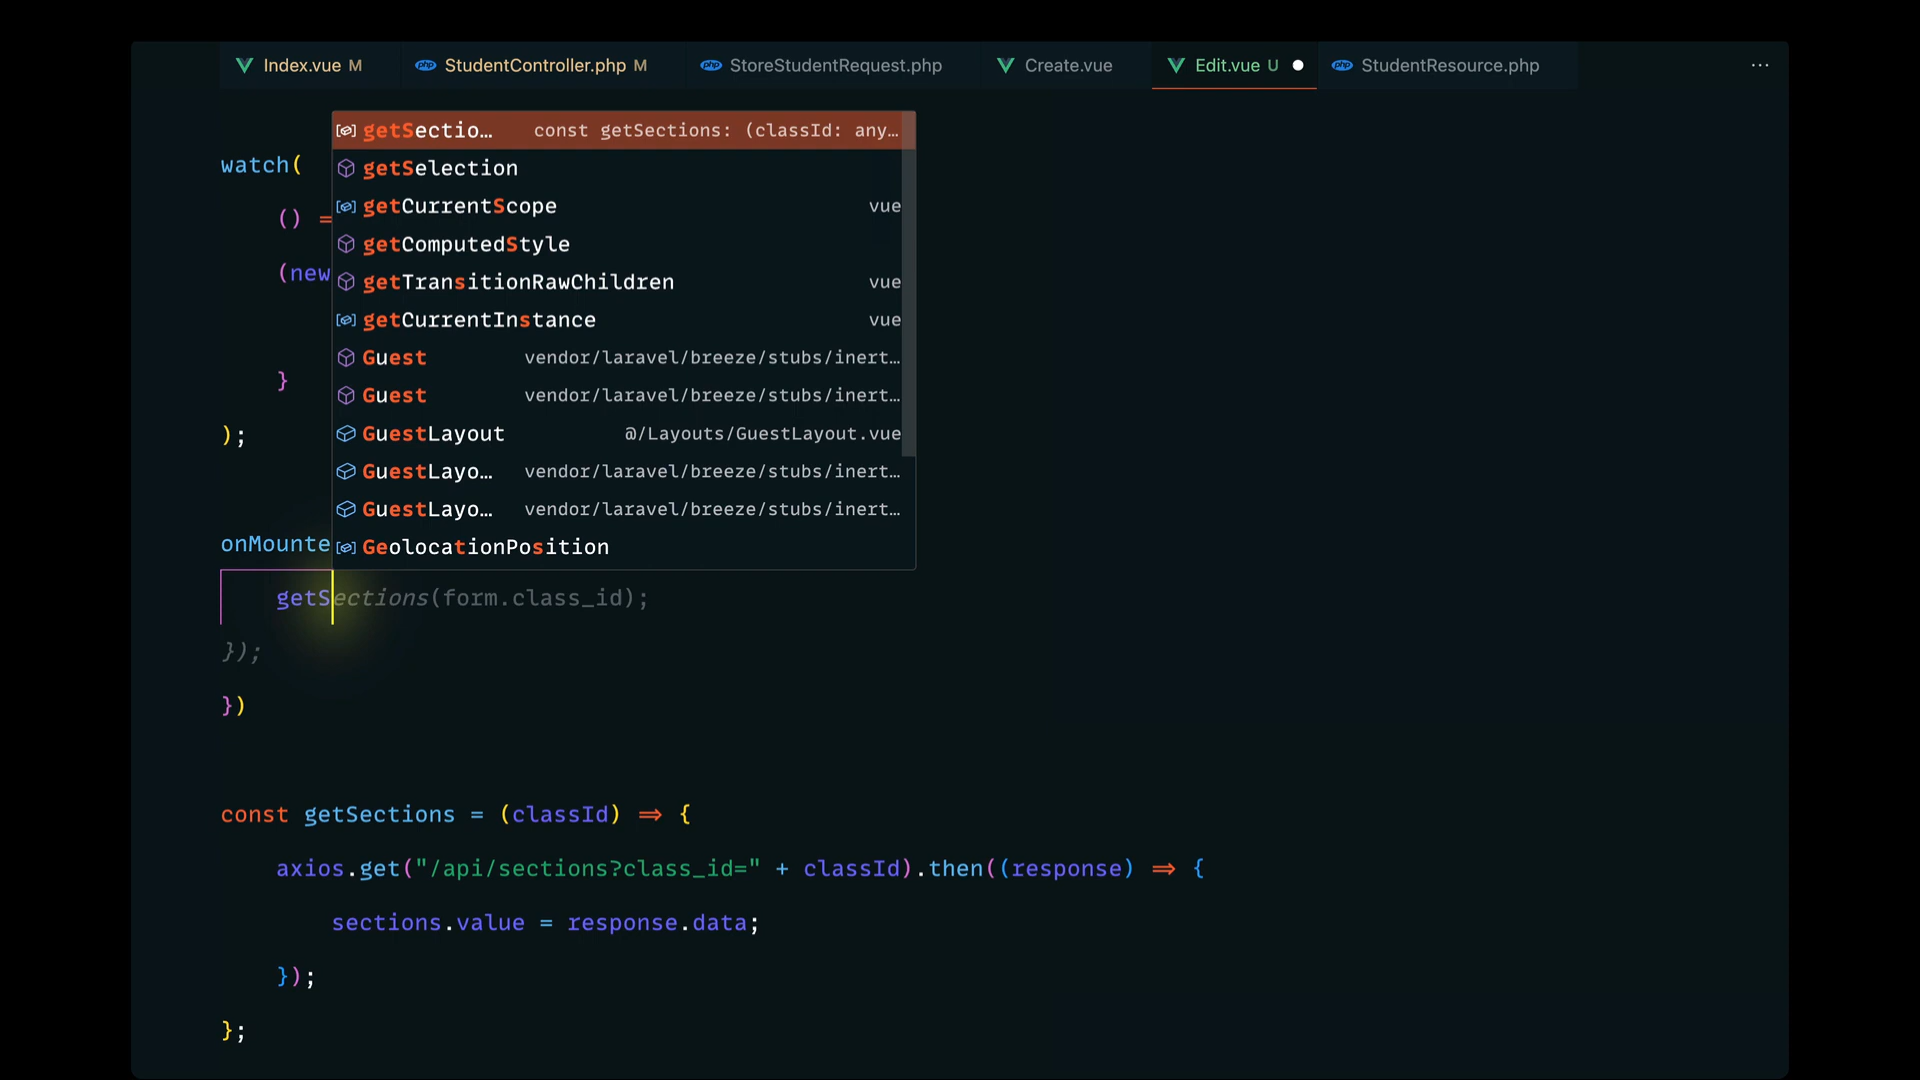 Index.vue M
StudentController.php M
StoreStudentRequest.php
Create.vue
Edit.vue U
StudentResource.php
...
watch(
() =
(new
}
);
getSectio… const getSections: (classId: any…
getSelection
getCurrentScope vue
getComputedStyle
getTransitionRawChildren vue
getCurrentInstance vue
Guest vendor/laravel/breeze/stubs/inert…
Guest vendor/laravel/breeze/stubs/inert…
GuestLayout @/Layouts/GuestLayout.vue
GuestLayo… vendor/laravel/breeze/stubs/inert…
GuestLayo… vendor/laravel/breeze/stubs/inert…
GeolocationPosition
onMounte
getSections(form.class_id);
});
})
const getSections = (classId) => {
axios.get("/api/sections?class_id=" + classId).then((response) => {
sections.value = response.data;
});
};